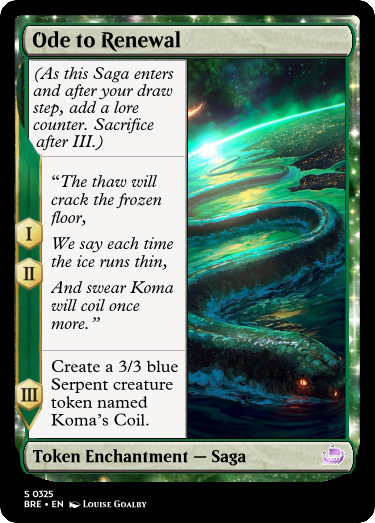 Ode to Renewal
(As this Saga enters
and after your draw
step, add a lore
counter. Sacrifice
after III.)
I
II
“The thaw will
crack the frozen
floor,
We say each time
the ice runs thin,
And swear Koma
will coil once
more.”
III
Create a 3/3 blue
Serpent creature
token named
Koma’s Coil.
Token Enchantment — Saga
S 0325
BRE • EN Louise Goalby